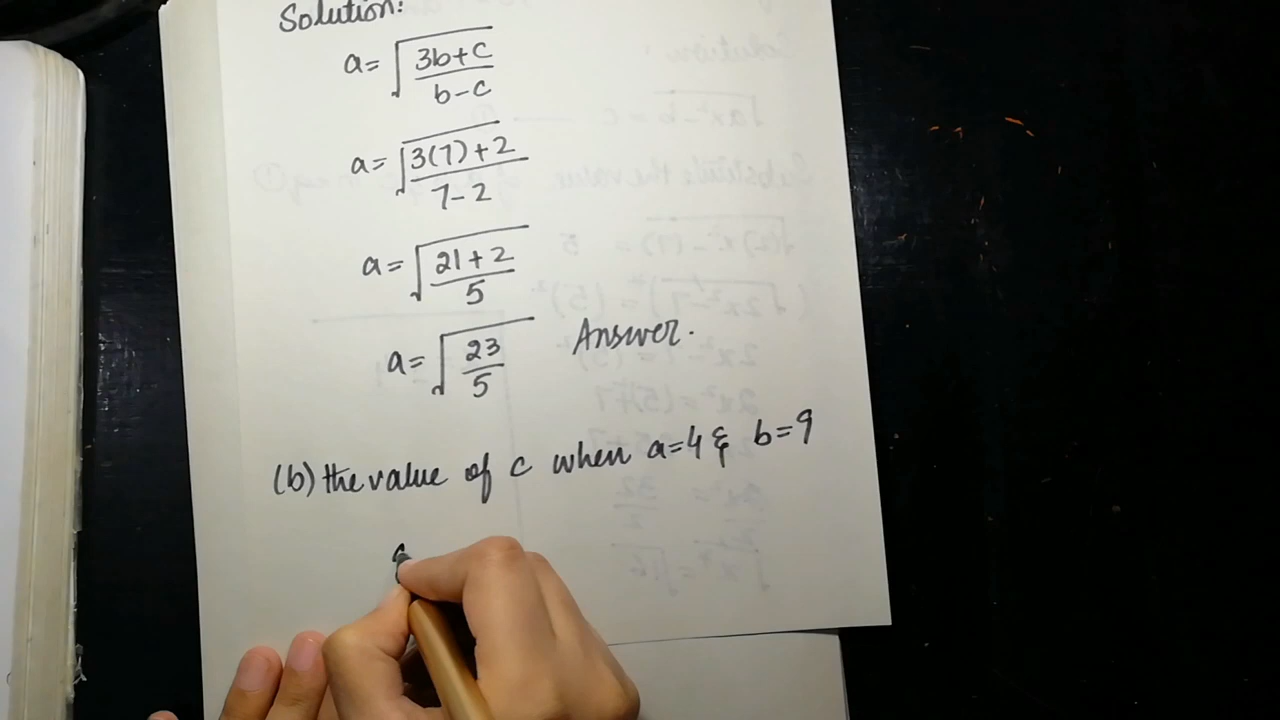 Solution:
a = √(3b+c / b-c)
a = √(3(7)+2 / 7-2)
a = √(21+2 / 5)
a = √(23 / 5) Answer.
(b) the value of c when a=4 & b=9